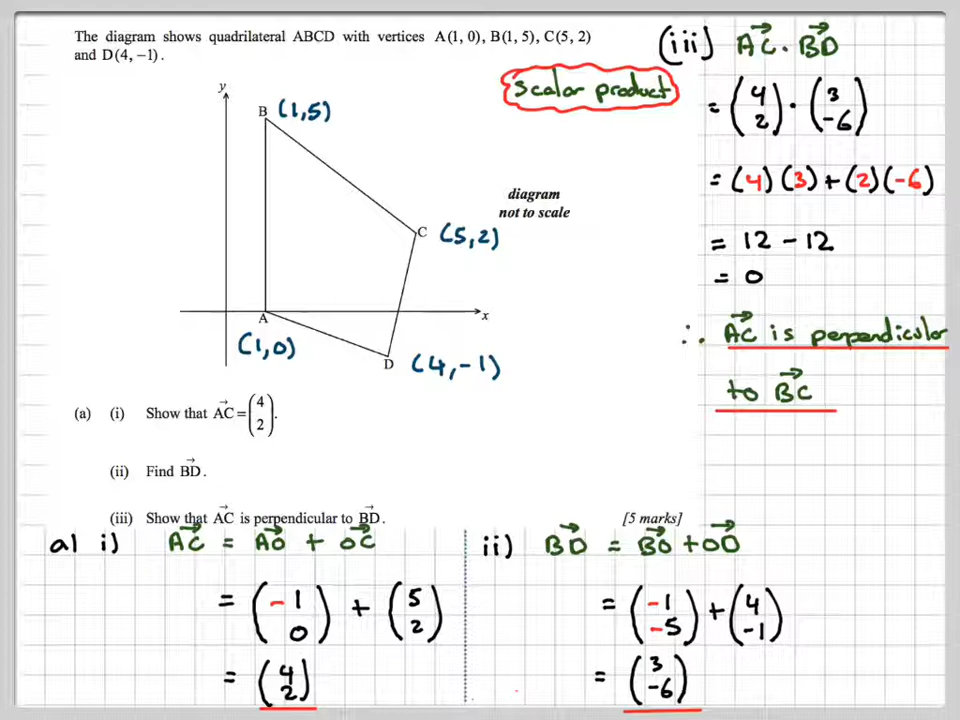 The diagram shows quadrilateral ABCD with vertices A(1, 0), B(1, 5), C(5, 2)
and D(4, −1).
Scalar product
y
B (1,5)
diagram
not to scale
C (5,2)
x
A
(1,0)
D (4,-1)
(a) (i) Show that AC⃗ = (4 2).
(ii) Find BD⃗.
(iii) Show that AC⃗ is perpendicular to BD⃗.
[5 marks]
a) i) AC⃗ = AO⃗ + OC⃗
= (-1 0) + (5 2)
= (4 2)
ii) BD⃗ = BO⃗ + OD⃗
= (-1 -5) + (4 -1)
= (3 -6)
(iii) AC⃗ . BD⃗
= (4 2) · (3 -6)
= (4)(3) + (2)(-6)
= 12 - 12
= 0
∴ AC⃗ is perpendicular
to BC⃗